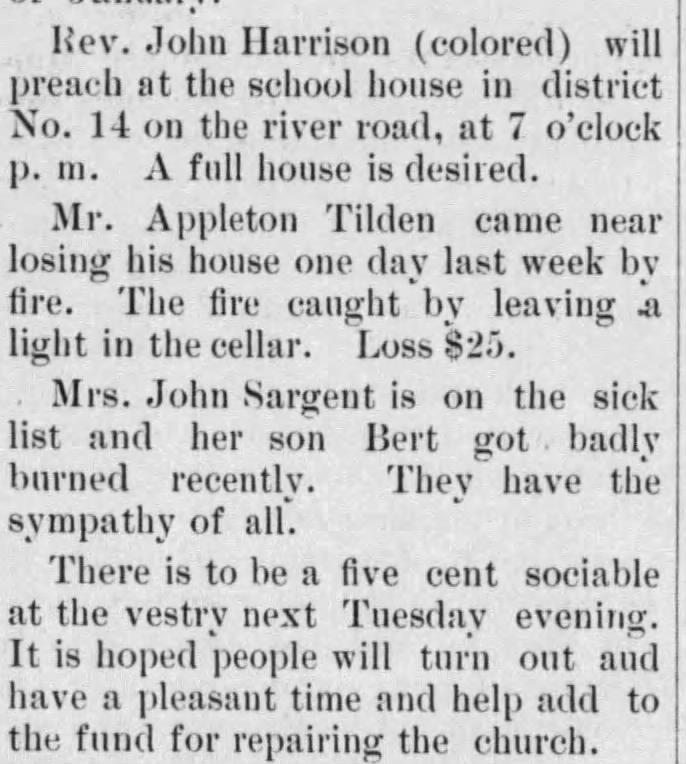 of January.
Rev. John Harrison (colored) will
preach at the school house in district
No. 14 on the river road, at 7 o'clock
p. m. A full house is desired.
Mr. Appleton Tilden came near
losing his house one day last week by
fire. The fire caught by leaving a
light in the cellar. Loss $25.
Mrs. John Sargent is on the sick
list and her son Bert got badly
burned recently. They have the
sympathy of all.
There is to be a five cent sociable
at the vestry next Tuesday evening.
It is hoped people will turn out and
have a pleasant time and help add to
the fund for repairing the church.